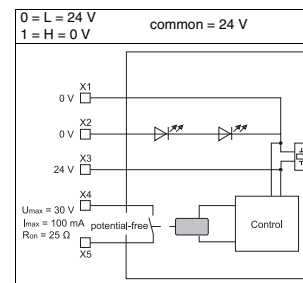 0 = L = 24 V
1 = H = 0 V
common = 24 V
X1
0 V
X2
0 V
X3
24 V
X4
Umax = 30 V
Imax = 100 mA
Ron = 25 Ω
potential-free
X5
Control